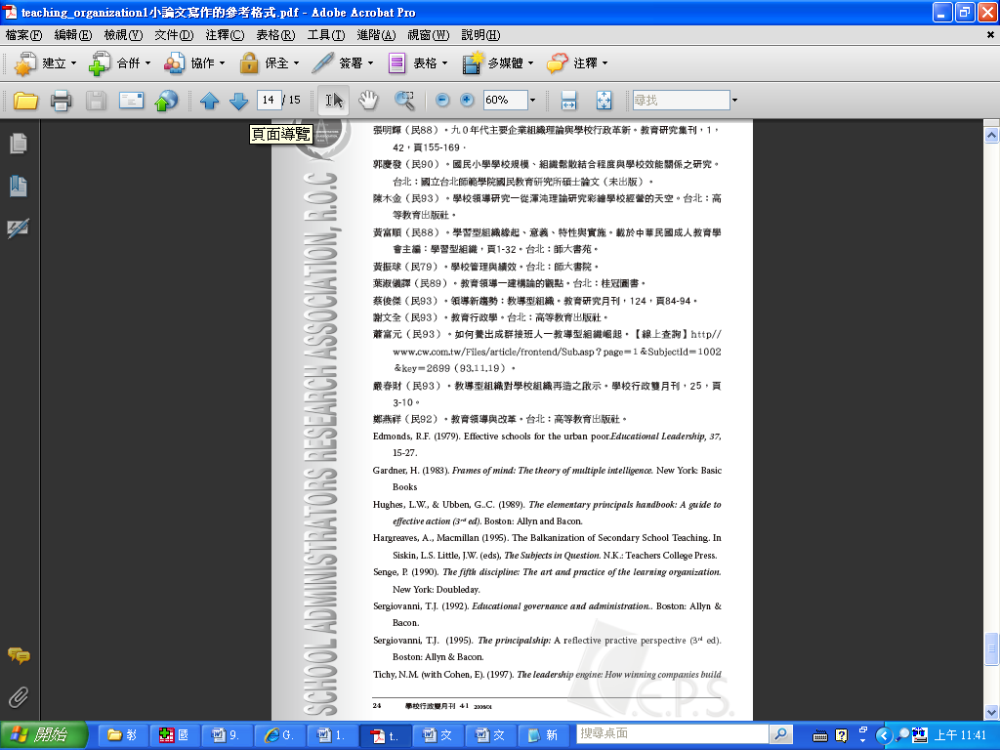 teaching_organization1小論文寫作的參考格式.pdf - Adobe Acrobat Pro
檔案(F) 編輯(E) 檢視(V) 文件(D) 注釋(C) 表格(R) 工具(T) 進階(A) 視窗(W) 說明(H)
建立 合併 協作 保全 簽署 表格 多媒體 注釋
14 / 15 60% 尋找
頁面導覽
SCHOOL ADMINISTRATORS RESEARCH ASSOCIATION, R.O.C
張明輝（民88）。九０年代主要企業組織理論與學校行政革新。教育研究集刊，1，
42，頁155-169．
郭慶發（民90）。國民小學學校規模、組織鬆散結合程度與學校效能關係之研究。
台北：國立台北師範學院國民教育研究所碩士論文（未出版）。
陳木金（民93）。學校領導研究—從渾沌理論研究彩繪學校經營的天空。台北：高
等教育出版社。
黃富順（民88）。學習型組織緣起、意義、特性與實施。載於中華民國成人教育學
會主編：學習型組織，頁1-32。台北：師大書苑。
黃振球（民79）。學校管理與績效。台北：師大書院。
葉淑儀譯（民89）。教育領導—建構論的觀點。台北：桂冠圖書。
蔡俊傑（民93）。領導新趨勢：教導型組織。教育研究月刊，124，頁84-94。
謝文全（民93）。教育行政學。台北：高等教育出版社。
蕭富元（民93）。如何養出成群接班人—教導型組織崛起。【線上查詢】http//
www.cw.com.tw/Files/article/frontend/Sub.asp？page＝1＆SubjectId＝1002
＆key＝2699（93.11.19）。
嚴春財（民93）。教導型組織對學校組織再造之啟示。學校行政雙月刊，25，頁
3-10。
鄭燕祥（民92）。教育領導與改革。台北：高等教育出版社。
Edmonds, R.F. (1979). Effective schools for the urban poor.Educational Leadership, 37,
15-27.
Gardner, H. (1983). Frames of mind: The theory of multiple intelligence. New York: Basic
Books
Hughes, L.W., & Ubben, G..C. (1989). The elementary principals handbook: A guide to
effective action (3rd ed). Boston: Allyn and Bacon.
Hargreaves, A., Macmillan (1995). The Balkanization of Secondary School Teaching. In
Siskin, L.S. Little, J.W. (eds), The Subjects in Question. N.K.: Teachers College Press.
Senge, P. (1990). The fifth discipline: The art and practice of the learning organization.
New York: Doubleday.
Sergiovanni, T.J. (1992). Educational governance and administration.. Boston: Allyn &
Bacon.
Sergiovanni, T.J. (1995). The principalship: A reflective practive perspective (3rd ed).
Boston: Allyn & Bacon.
Tichy, N.M. (with Cohen, E). (1997). The leadership engine: How winning companies build
24 學校行政雙月刊 41 2006/01
C.E.P.S.
開始 教 區 9. G. 1. t.. 文 文 新 搜尋桌面 上午 11:41